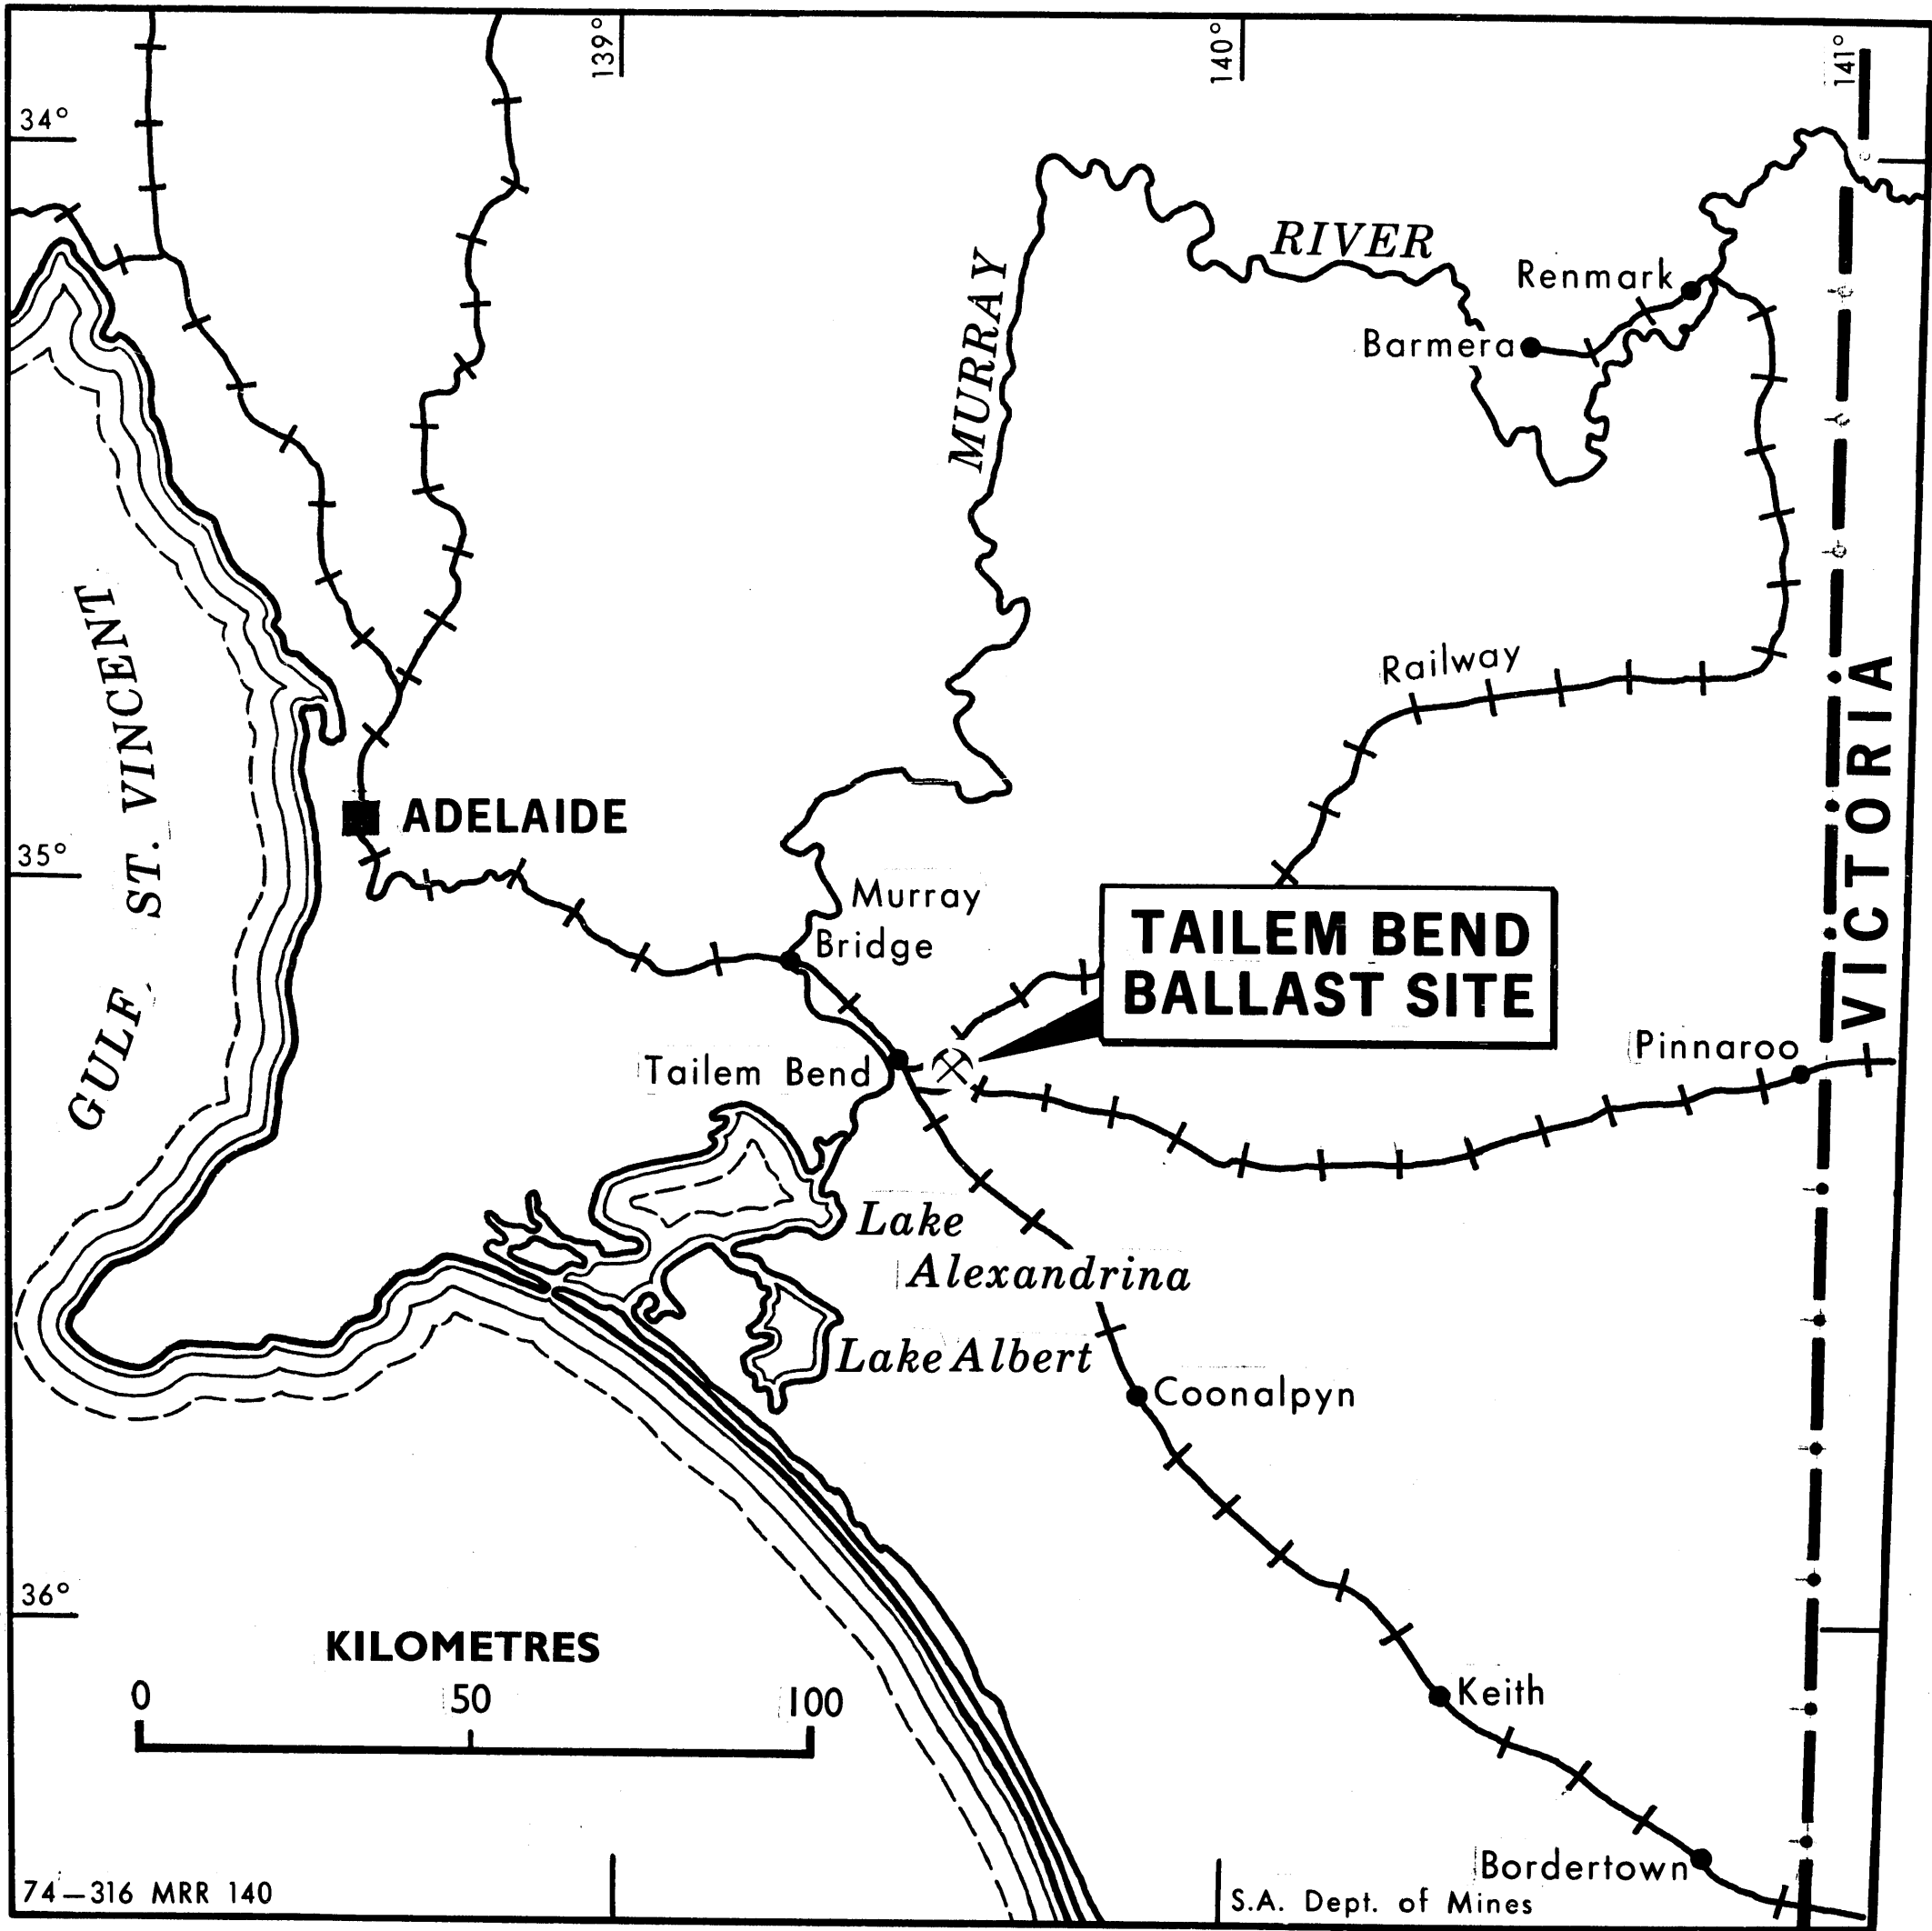 139°
140°
141°
34°
RIVER
MURRAY
Renmark
Barmera
GULF ST. VINCENT
Railway
VICTORIA
ADELAIDE
35°
Murray
Bridge
TAILEM BEND
BALLAST SITE
Pinnaroo
Tailem Bend
Lake
Alexandrina
Lake Albert
Coonalpyn
36°
KILOMETRES
0 50 100
Keith
Bordertown
74-316 MRR 140
S.A. Dept. of Mines